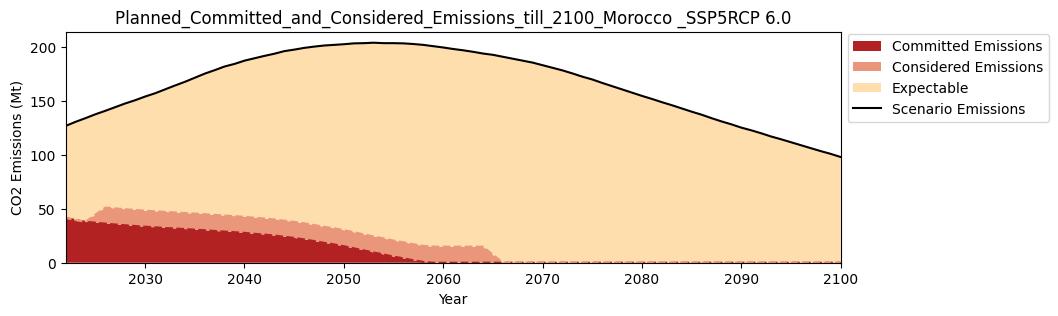 Planned_Committed_and_Considered_Emissions_till_2100_Morocco _SSP5RCP 6.0
CO2 Emissions (Mt)
200
150
100
50
0
2030 2040 2050 2060 2070 2080 2090 2100
Year
Committed Emissions
Considered Emissions
Expectable
Scenario Emissions